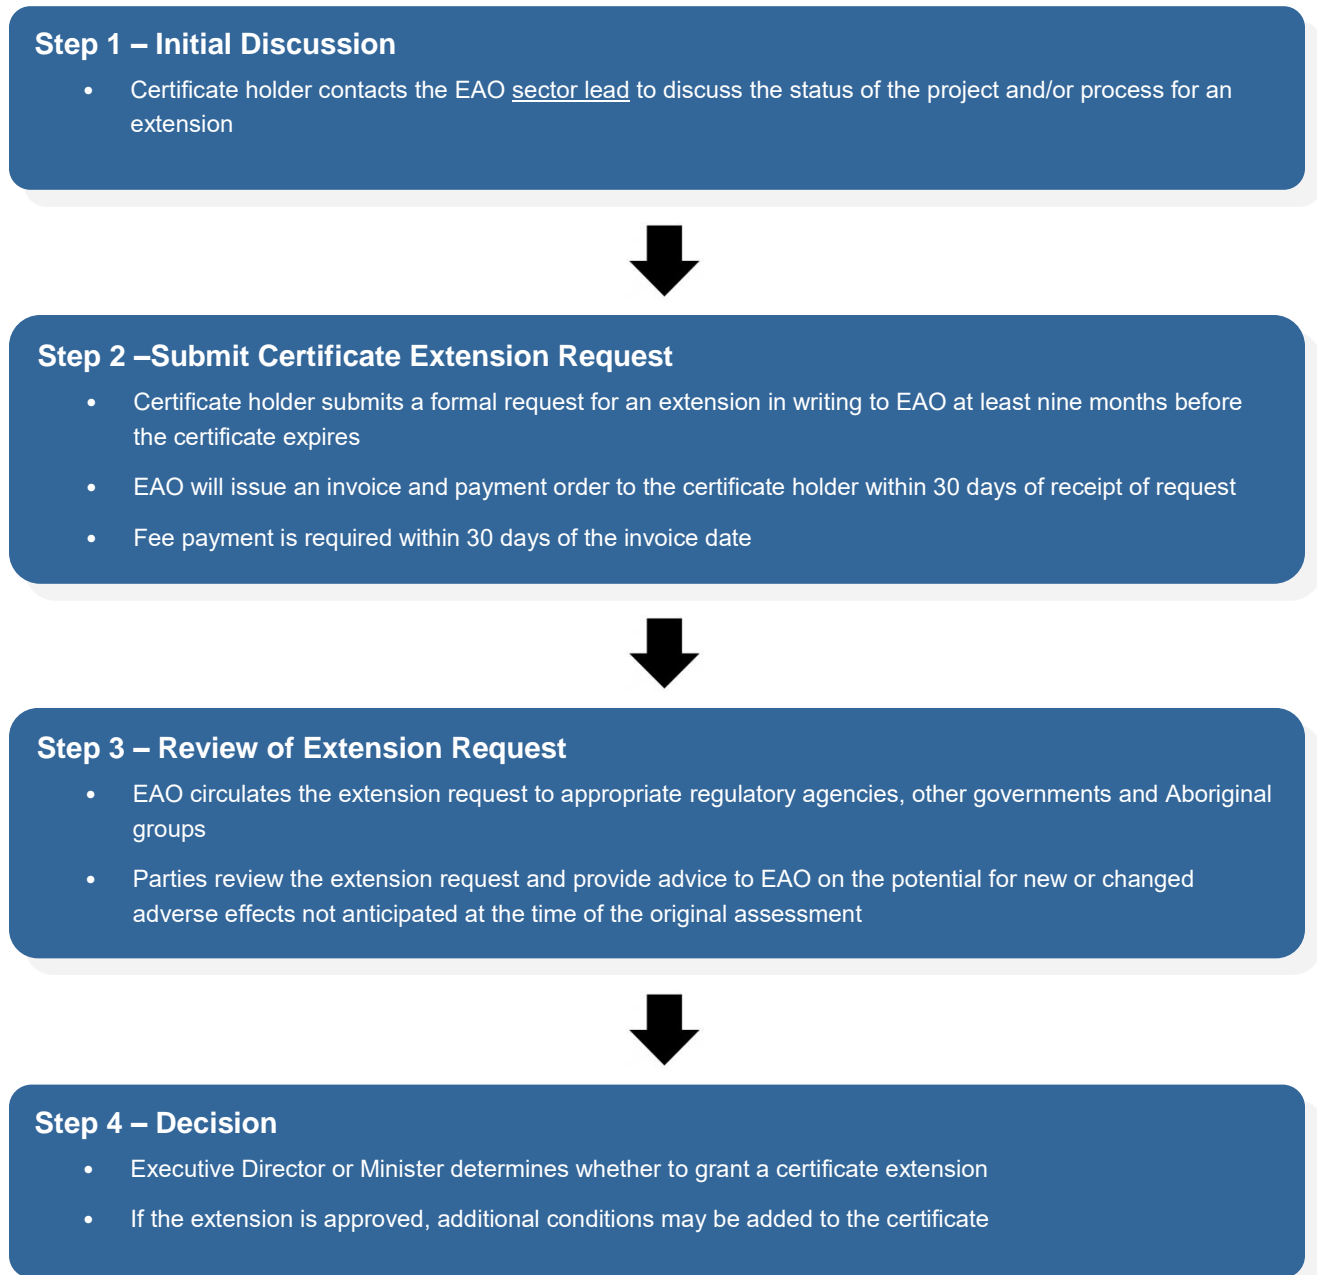 Step 1 – Initial Discussion
• Certificate holder contacts the EAO sector lead to discuss the status of the project and/or process for an
extension
Step 2 –Submit Certificate Extension Request
• Certificate holder submits a formal request for an extension in writing to EAO at least nine months before
the certificate expires
• EAO will issue an invoice and payment order to the certificate holder within 30 days of receipt of request
• Fee payment is required within 30 days of the invoice date
Step 3 – Review of Extension Request
• EAO circulates the extension request to appropriate regulatory agencies, other governments and Aboriginal
groups
• Parties review the extension request and provide advice to EAO on the potential for new or changed
adverse effects not anticipated at the time of the original assessment
Step 4 – Decision
• Executive Director or Minister determines whether to grant a certificate extension
• If the extension is approved, additional conditions may be added to the certificate